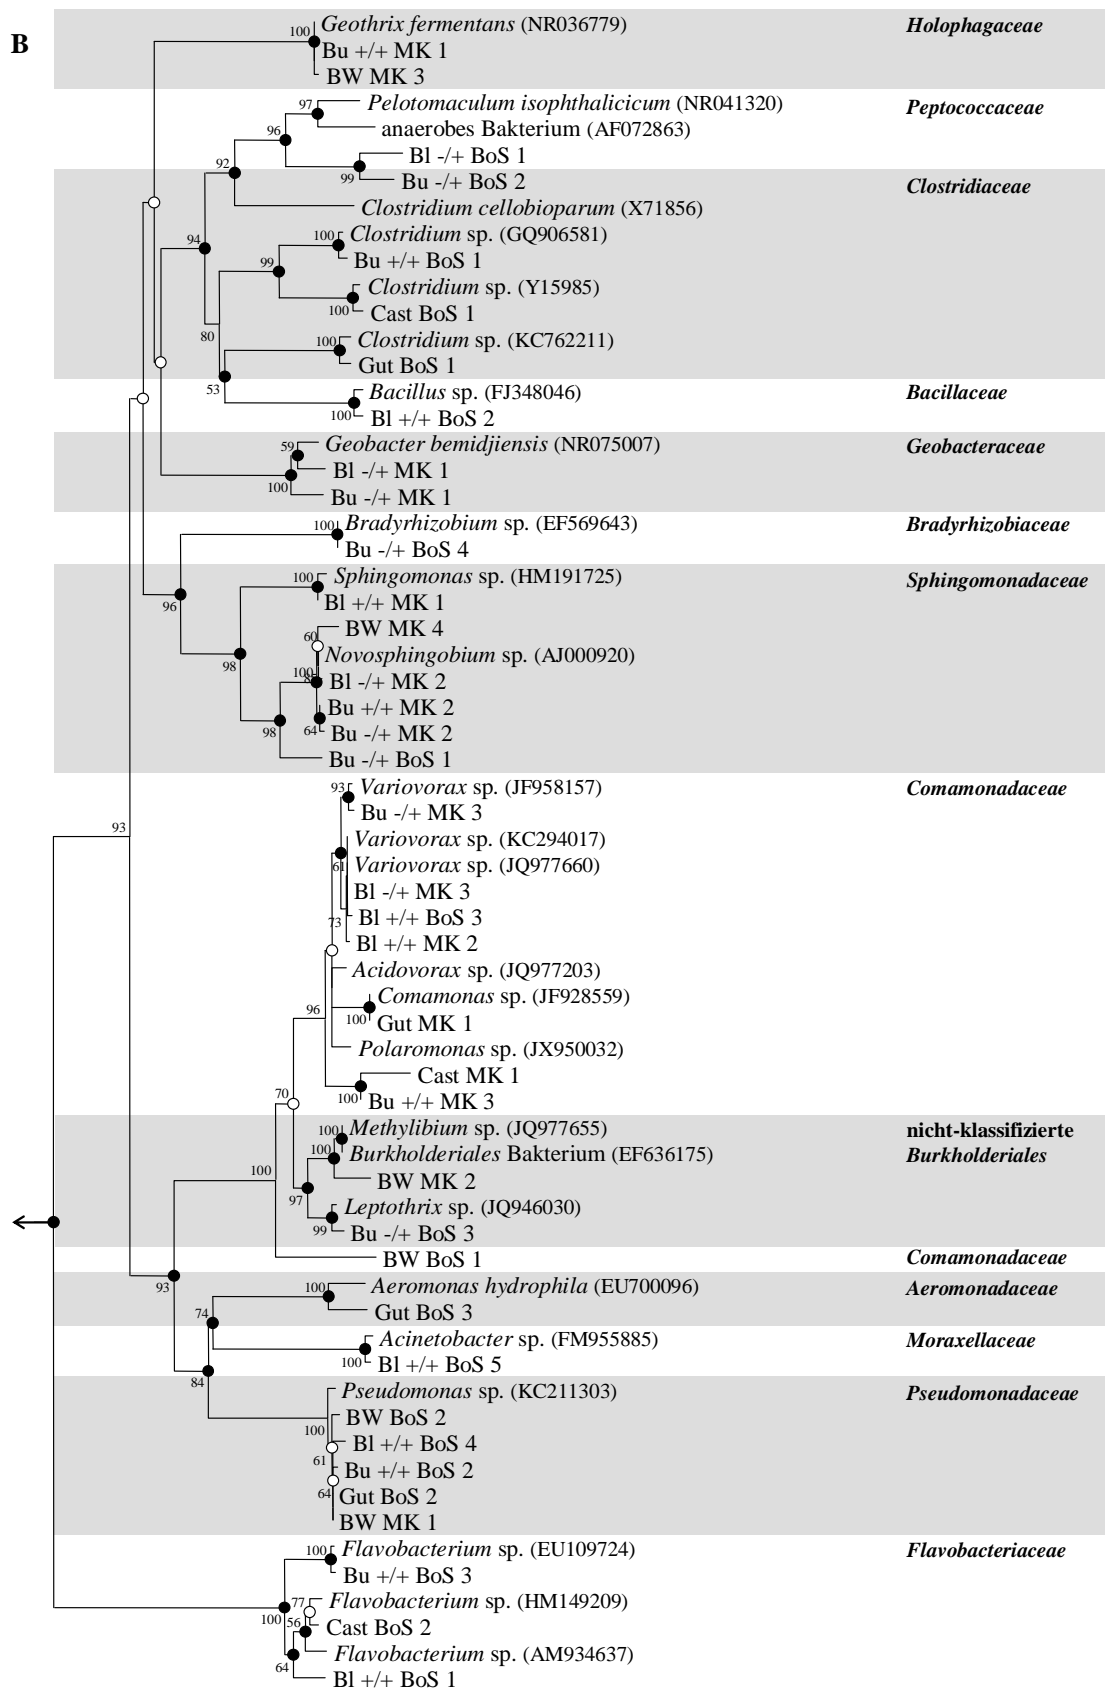 B
100 Geothrix fermentans (NR036779) Holophagaceae
Bu +/+ MK 1
BW MK 3
97 Pelotomaculum isophthalicicum (NR041320) Peptococcaceae
96 anaerobes Bakterium (AF072863)
Bl -/+ BoS 1
92 99 Bu -/+ BoS 2 Clostridiaceae
Clostridium cellobioparum (X71856)
94 100 Clostridium sp. (GQ906581)
99 Bu +/+ BoS 1
Clostridium sp. (Y15985)
100 Cast BoS 1
80 100 Clostridium sp. (KC762211)
Gut BoS 1
53 Bacillus sp. (FJ348046) Bacillaceae
100 Bl +/+ BoS 2
59 Geobacter bemidjiensis (NR075007) Geobacteraceae
Bl -/+ MK 1
100 Bu -/+ MK 1
100 Bradyrhizobium sp. (EF569643) Bradyrhizobiaceae
Bu -/+ BoS 4
100 Sphingomonas sp. (HM191725) Sphingomonadaceae
96 Bl +/+ MK 1
60 BW MK 4
98 Novosphingobium sp. (AJ000920)
100 Bl -/+ MK 2
Bu +/+ MK 2
98 64 Bu -/+ MK 2
Bu -/+ BoS 1
93 Variovorax sp. (JF958157) Comamonadaceae
Bu -/+ MK 3
93 Variovorax sp. (KC294017)
61 Variovorax sp. (JQ977660)
Bl -/+ MK 3
73 Bl +/+ BoS 3
Bl +/+ MK 2
Acidovorax sp. (JQ977203)
96 Comamonas sp. (JF928559)
100 Gut MK 1
Polaromonas sp. (JX950032)
Cast MK 1
70 100 Bu +/+ MK 3
100 Methylibium sp. (JQ977655) nicht-klassifizierte
100 Burkholderiales Bakterium (EF636175) Burkholderiales
100 BW MK 2
97 Leptothrix sp. (JQ946030)
99 Bu -/+ BoS 3
BW BoS 1 Comamonadaceae
93 100 Aeromonas hydrophila (EU700096) Aeromonadaceae
74 Gut BoS 3
Acinetobacter sp. (FM955885) Moraxellaceae
100 Bl +/+ BoS 5
84 Pseudomonas sp. (KC211303) Pseudomonadaceae
100 BW BoS 2
Bl +/+ BoS 4
61 Bu +/+ BoS 2
64 Gut BoS 2
BW MK 1
100 Flavobacterium sp. (EU109724) Flavobacteriaceae
Bu +/+ BoS 3
77 Flavobacterium sp. (HM149209)
100 56 Cast BoS 2
Flavobacterium sp. (AM934637)
64 Bl +/+ BoS 1